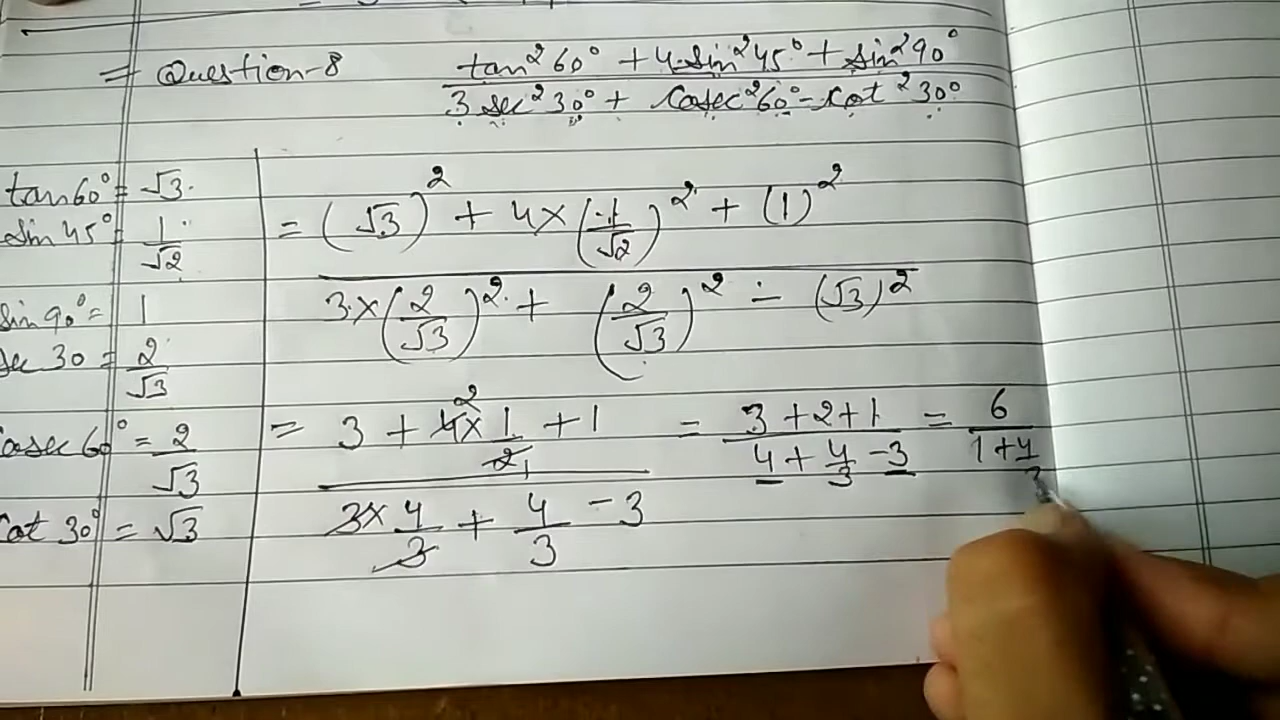 = Question-8 tan²60° + 4 sin²45° + sin²90°
3 sec²30° + Cosec²60° - Cot²30°
tan60° = √3
= (√3)² + 4×(1/√2)² + (1)²
sin 45° = 1/√2
3×(2/√3)² + (2/√3)² - (√3)²
sin 90° = 1
sec 30 = 2/√3
= 3 + 4×1/2 + 1 = 3+2+1 = 6
2 1 4 + 4/3 - 3 1+4/3
cosec 60° = 2/√3
3×4/3 + 4/3 - 3
Cot 30° = √3